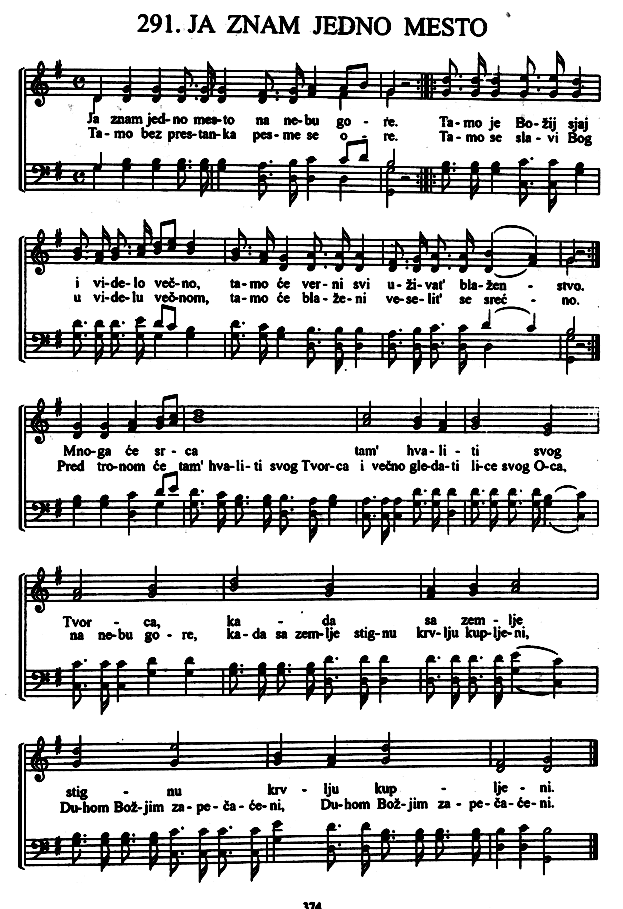 291. JA ZNAM JEDNO MESTO
Ja znam jed-no mes-to na ne-bu go - re. Ta-mo je Bo-žij sjaj
Ta-mo bez pres-tan-ka pes-me se o - re. Ta-mo se sla-vi Bog
i vi-de-lo več-no, ta-mo će ver-ni svi u-ži-vat' bla-žen - stvo.
u vi-de-lu več-nom, ta-mo će bla-že-ni ve-se-lit' se sreć - no.
Mno-ga će sr-ca tam' hva-li-ti svog
Pred tro-nom će tam' hva-li-ti svog Tvor-ca i večno gle-da-ti li-ce svog O-ca,
Tvor - ca, ka - da sa zem - lje
na ne-bu go - re, ka-da sa zem-lje stig-nu krv-lju kup-lje-ni,
stig - nu krv - lju kup - lje - ni.
Du-hom Bož-jim za-pe-ča-će-ni, Du-hom Bož-jim za-pe-ča-će-ni.
374